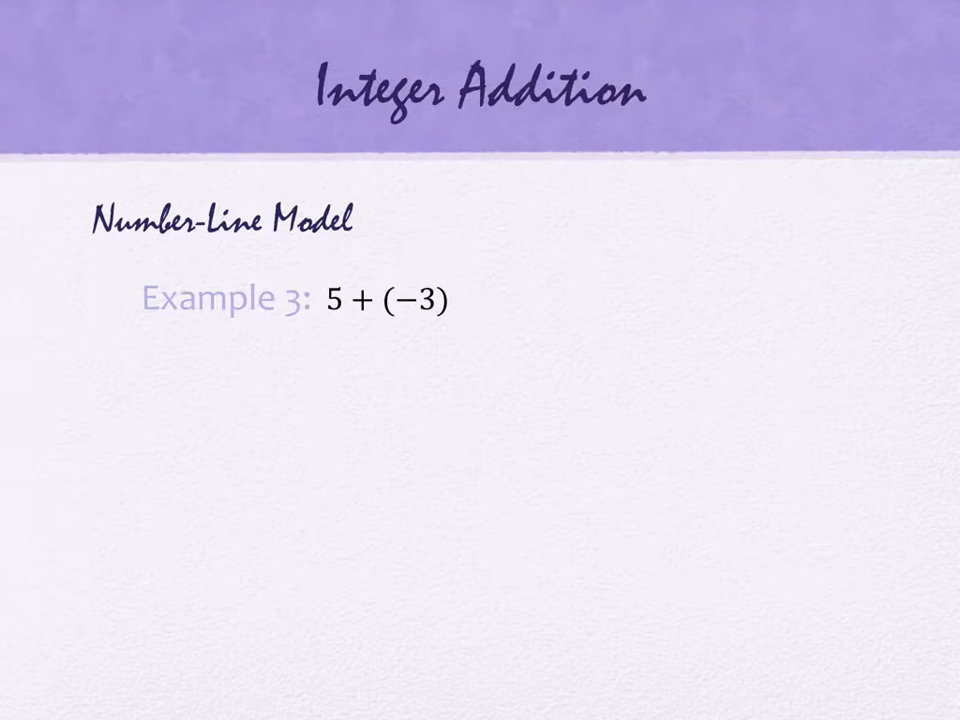 Integer Addition
Number-Line Model
Example 3: 5 + (−3)